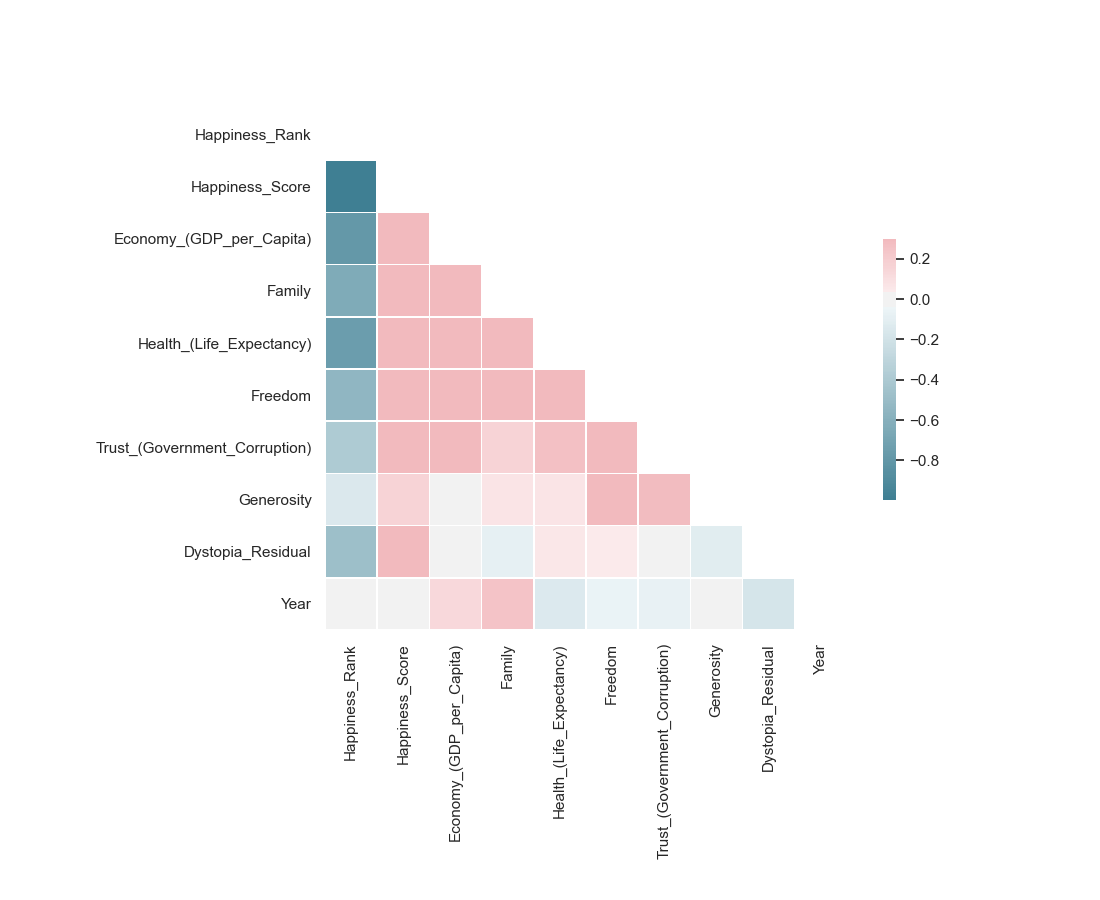 Happiness_Rank
Happiness_Score
Economy_(GDP_per_Capita)
Family
Health_(Life_Expectancy)
Freedom
Trust_(Government_Corruption)
Generosity
Dystopia_Residual
Year
Happiness_Rank
Happiness_Score
Economy_(GDP_per_Capita)
Family
Health_(Life_Expectancy)
Freedom
Trust_(Government_Corruption)
Generosity
Dystopia_Residual
Year
0.2
0.0
−0.2
−0.4
−0.6
−0.8